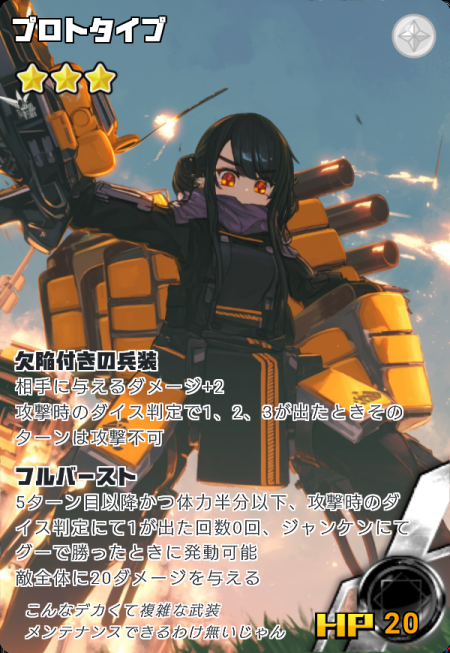 プロトタイプ
欠陥付きの兵装
相手に与えるダメージ+2
攻撃時のダイス判定で1、2、3が出たときその
ターンは攻撃不可
フルバースト
5ターン目以降かつ体力半分以下、攻撃時のダ
イス判定にて1が出た回数0回、ジャンケンにて
グーで勝ったときに発動可能
敵全体に20ダメージを与える
こんなデカくて複雑な武装
メンテナンスできるわけ無いじゃん
HP 20